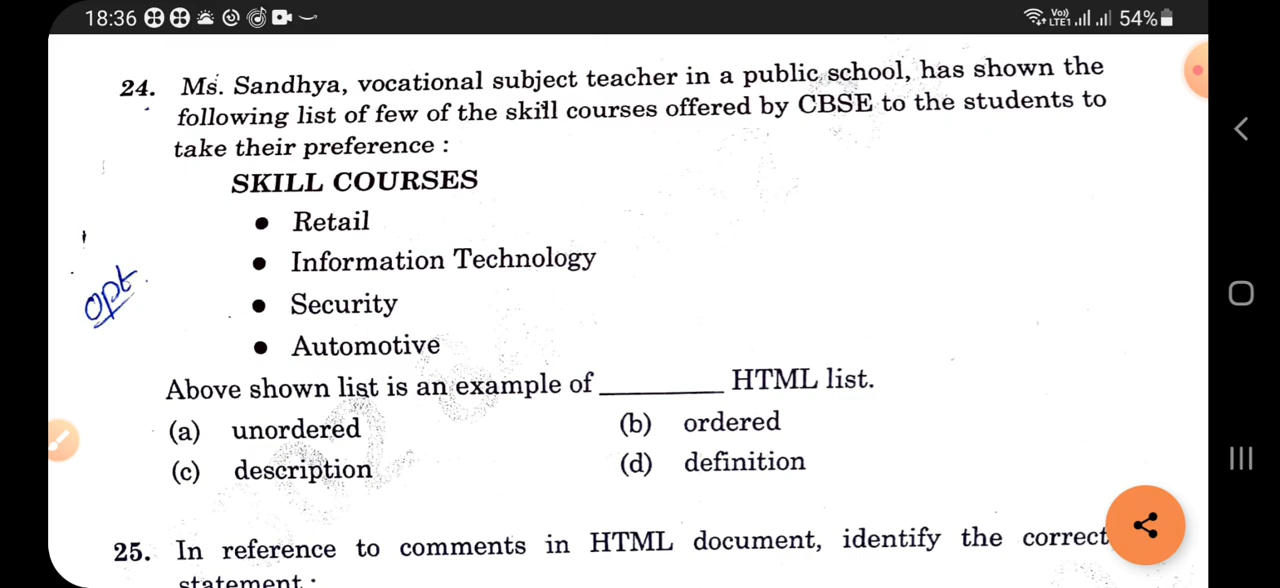 18:36
Vo)) LTE1 54%
24. Ms. Sandhya, vocational subject teacher in a public school, has shown the
following list of few of the skill courses offered by CBSE to the students to
take their preference :
SKILL COURSES
• Retail
• Information Technology
• Security
• Automotive
opt
Above shown list is an example of ________ HTML list.
(a) unordered (b) ordered
(c) description (d) definition
25. In reference to comments in HTML document, identify the correct
statement :